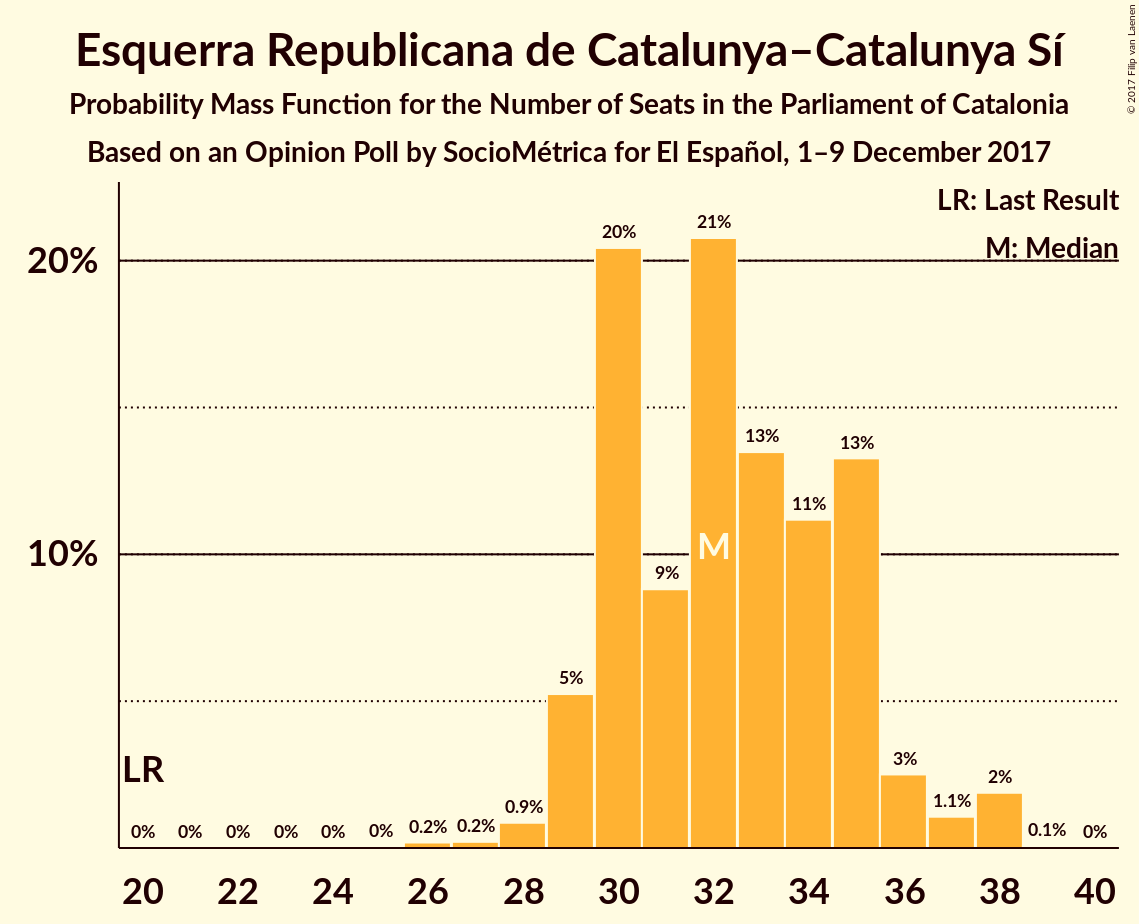 Esquerra Republicana de Catalunya–Catalunya Sí
Probability Mass Function for the Number of Seats in the Parliament of Catalonia
Based on an Opinion Poll by SocioMétrica for El Español, 1–9 December 2017
© 2017 Filip van Laenen
LR: Last Result
M: Median
20%
10%
LR
M
0%
0%
0%
0%
0%
0%
0.2%
0.2%
0.9%
5%
20%
9%
21%
13%
11%
13%
3%
1.1%
2%
0.1%
0%
20 22 24 26 28 30 32 34 36 38 40